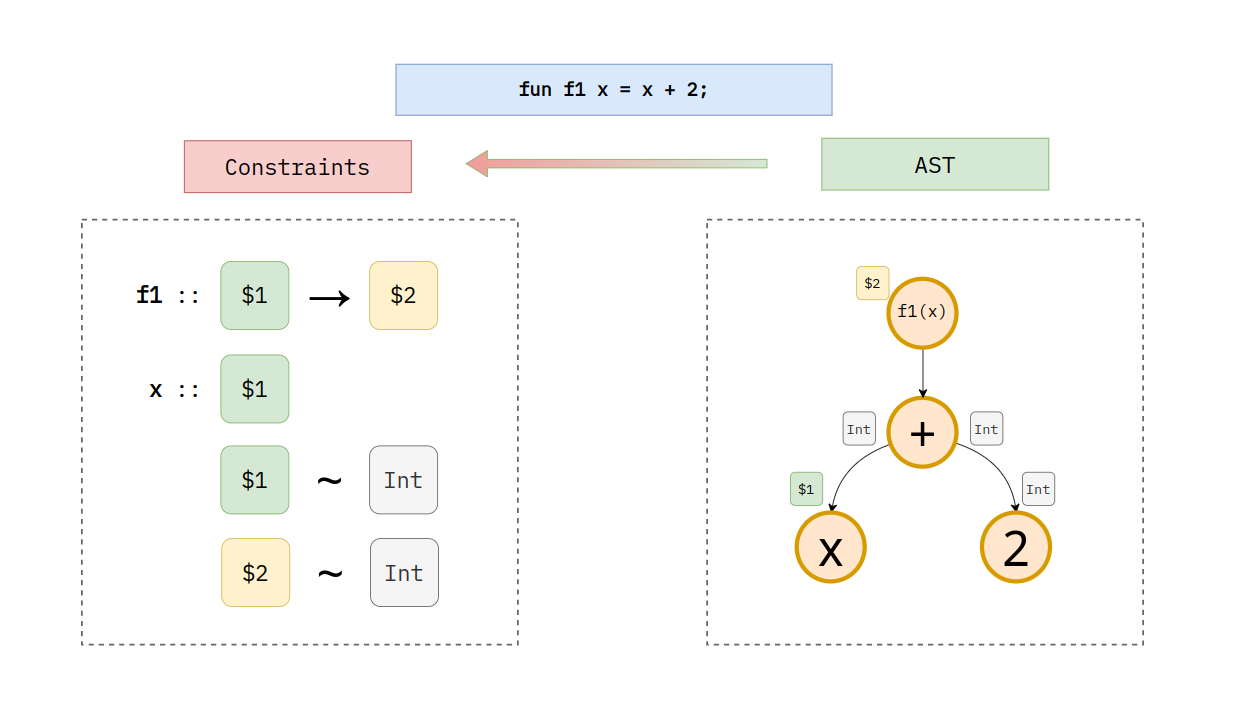 fun f1 x = x + 2;
Constraints
AST
f1 :: $1 → $2
x :: $1
$1 ~ Int
$2 ~ Int
$2
f1(x)
Int + Int
$1 Int
x 2